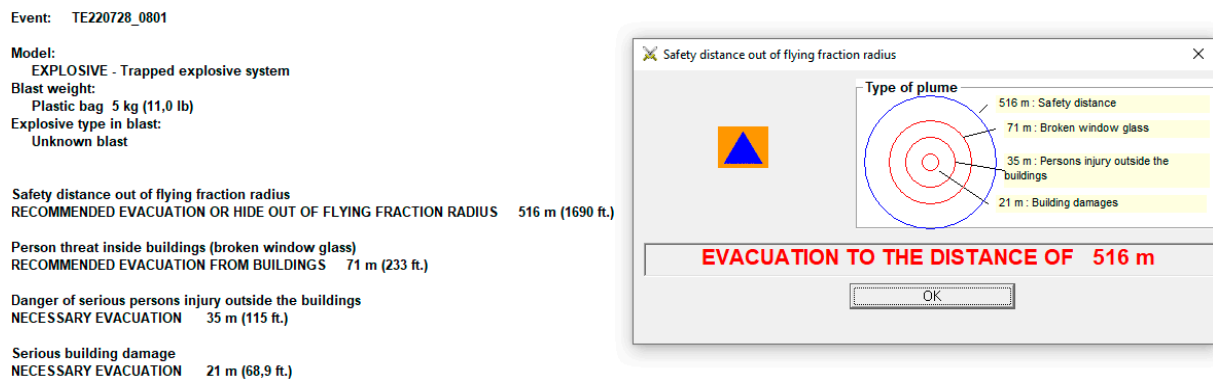 Event: TE220728_0801
Model:
EXPLOSIVE - Trapped explosive system
Blast weight:
Plastic bag 5 kg (11,0 lb)
Explosive type in blast:
Unknown blast
Safety distance out of flying fraction radius
RECOMMENDED EVACUATION OR HIDE OUT OF FLYING FRACTION RADIUS 516 m (1690 ft.)
Person threat inside buildings (broken window glass)
RECOMMENDED EVACUATION FROM BUILDINGS 71 m (233 ft.)
Danger of serious persons injury outside the buildings
NECESSARY EVACUATION 35 m (115 ft.)
Serious building damage
NECESSARY EVACUATION 21 m (68,9 ft.)
Safety distance out of flying fraction radius
Type of plume
516 m : Safety distance
71 m : Broken window glass
35 m : Persons injury outside the
buildings
21 m : Building damages
EVACUATION TO THE DISTANCE OF 516 m
OK